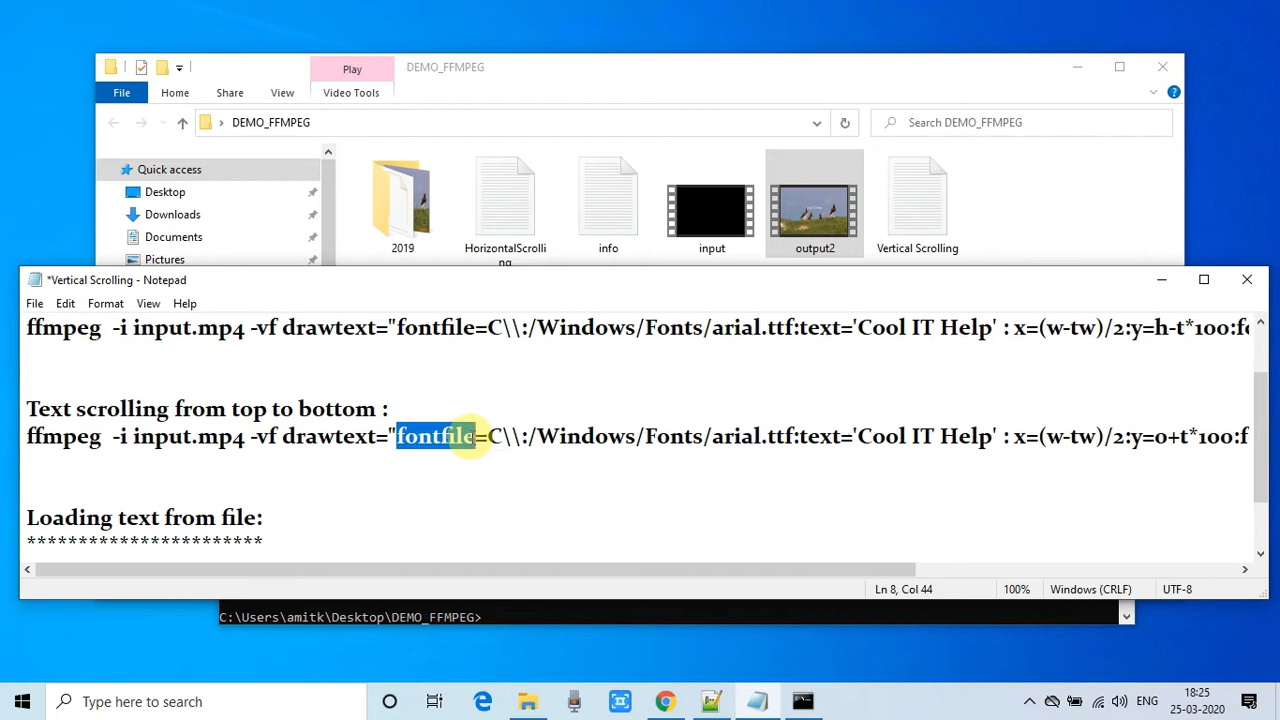 Play
DEMO_FFMPEG
File
Home
Share
View
Video Tools
DEMO_FFMPEG
Search DEMO_FFMPEG
Quick access
Desktop
Downloads
Documents
Pictures
2019
HorizontalScrolli
ng
info
input
output2
Vertical Scrolling
*Vertical Scrolling - Notepad
File Edit Format View Help
ffmpeg -i input.mp4 -vf drawtext="fontfile=C\\:/Windows/Fonts/arial.ttf:text='Cool IT Help' : x=(w-tw)/2:y=h-t*100:fo
Text scrolling from top to bottom :
ffmpeg -i input.mp4 -vf drawtext="fontfile=C\\:/Windows/Fonts/arial.ttf:text='Cool IT Help' : x=(w-tw)/2:y=0+t*100:f
Loading text from file:
***********************
Ln 8, Col 44
100%
Windows (CRLF)
UTF-8
C:\Users\amitk\Desktop\DEMO_FFMPEG>
Type here to search
ENG
18:25
25-03-2020